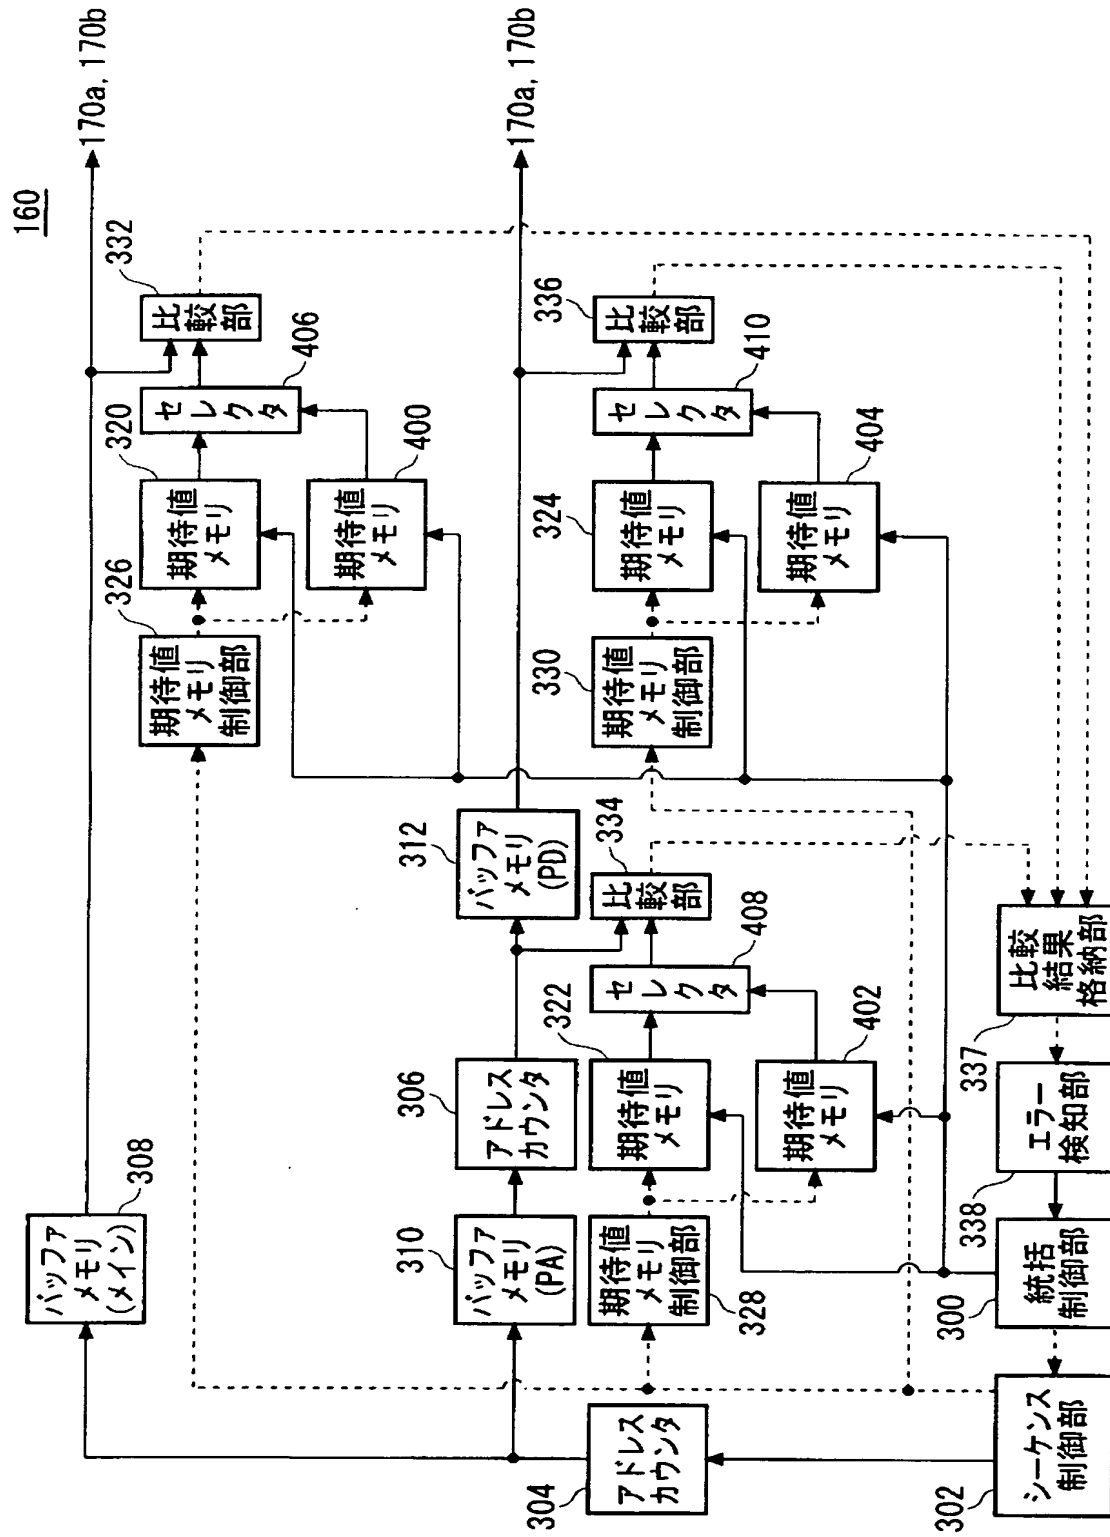 160
バッファ
メモリ
(メイン)
308
170a, 170b
期待値
メモリ
制御部
326
期待値
メモリ
320
セレクタ
406
比較部
332
期待値
メモリ
400
アドレス
カウンタ
304
バッファ
メモリ
(PA)
310
アドレス
カウンタ
306
バッファ
メモリ
(PD)
312
170a, 170b
期待値
メモリ
制御部
328
期待値
メモリ
322
セレクタ
408
比較部
334
期待値
メモリ
402
期待値
メモリ
制御部
330
期待値
メモリ
324
セレクタ
410
比較部
336
期待値
メモリ
404
シーケンス
制御部
302
統括
制御部
300
エラー
検知部
338
比較
結果
格納部
337